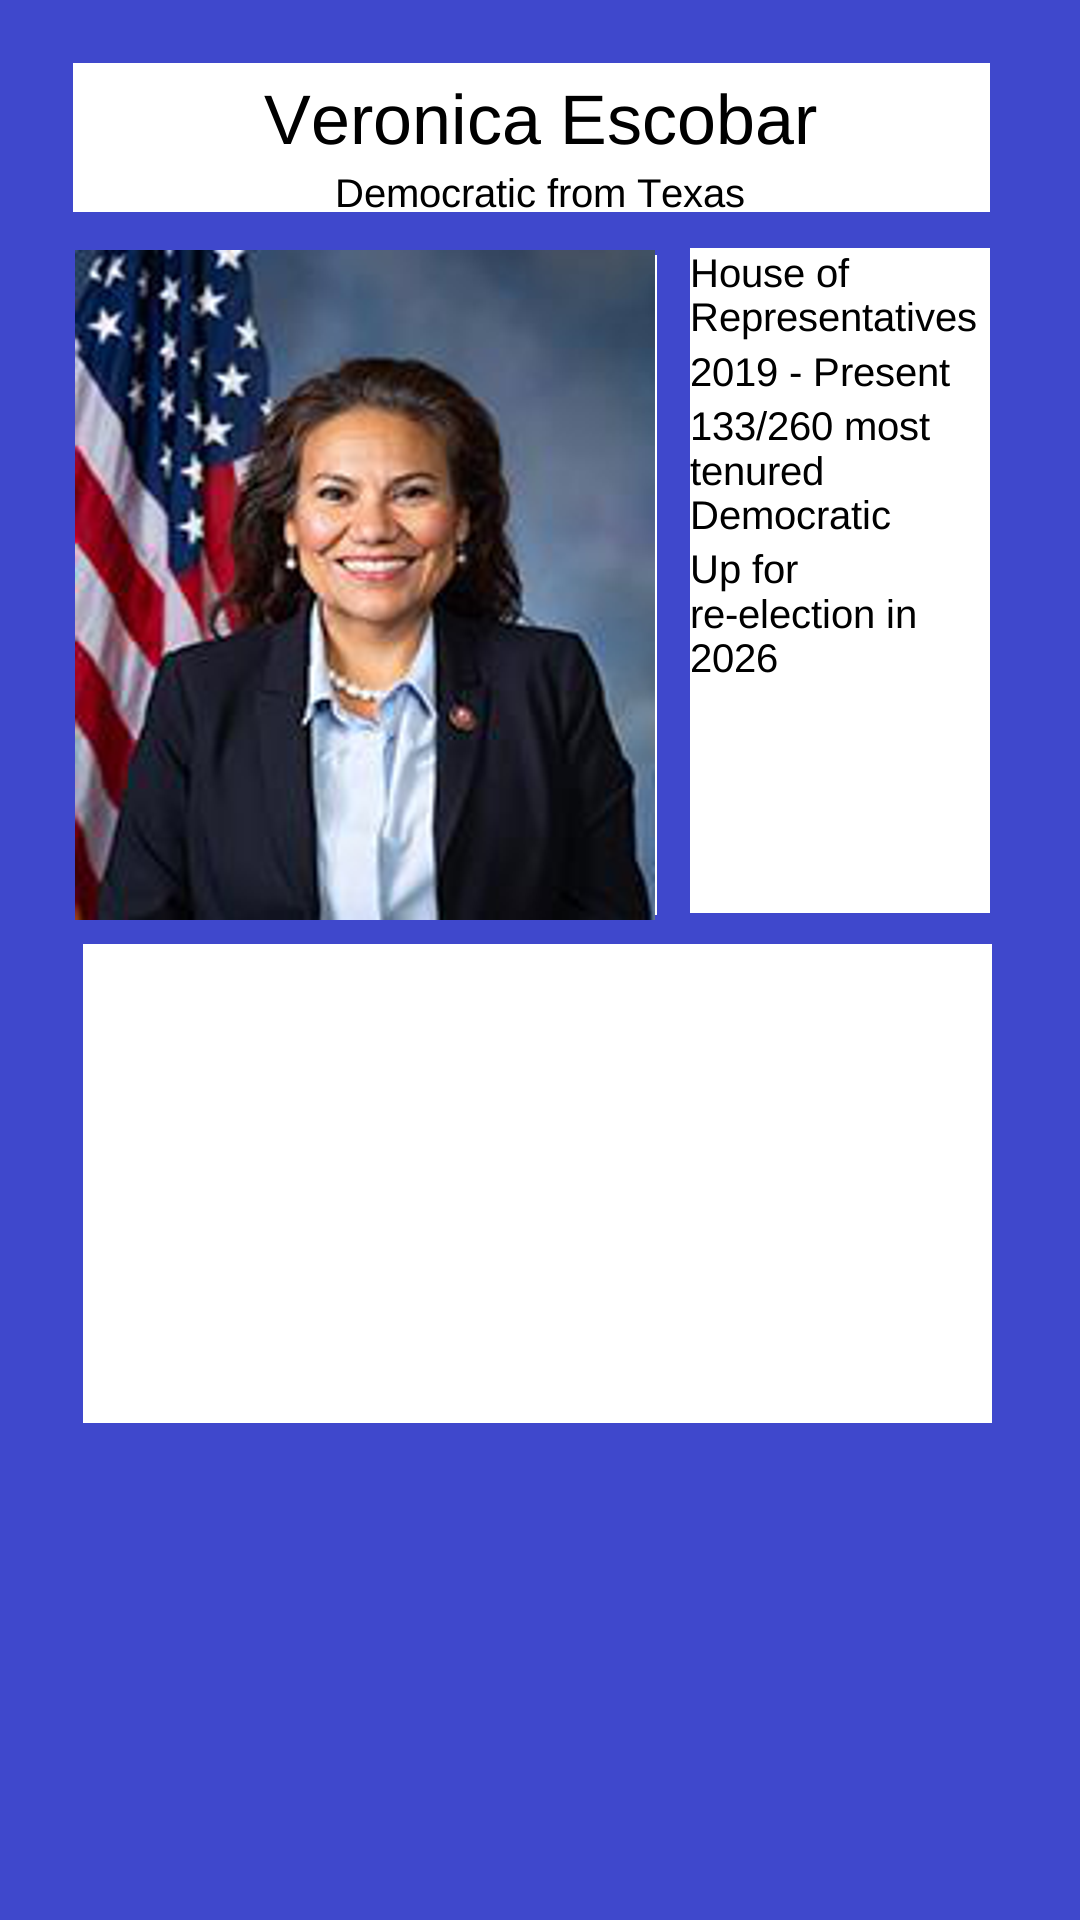 Veronica Escobar
Democratic from Texas
House of
Representatives
2019 - Present
133/260 most
tenured
Democratic
Up for
re-election in
2026